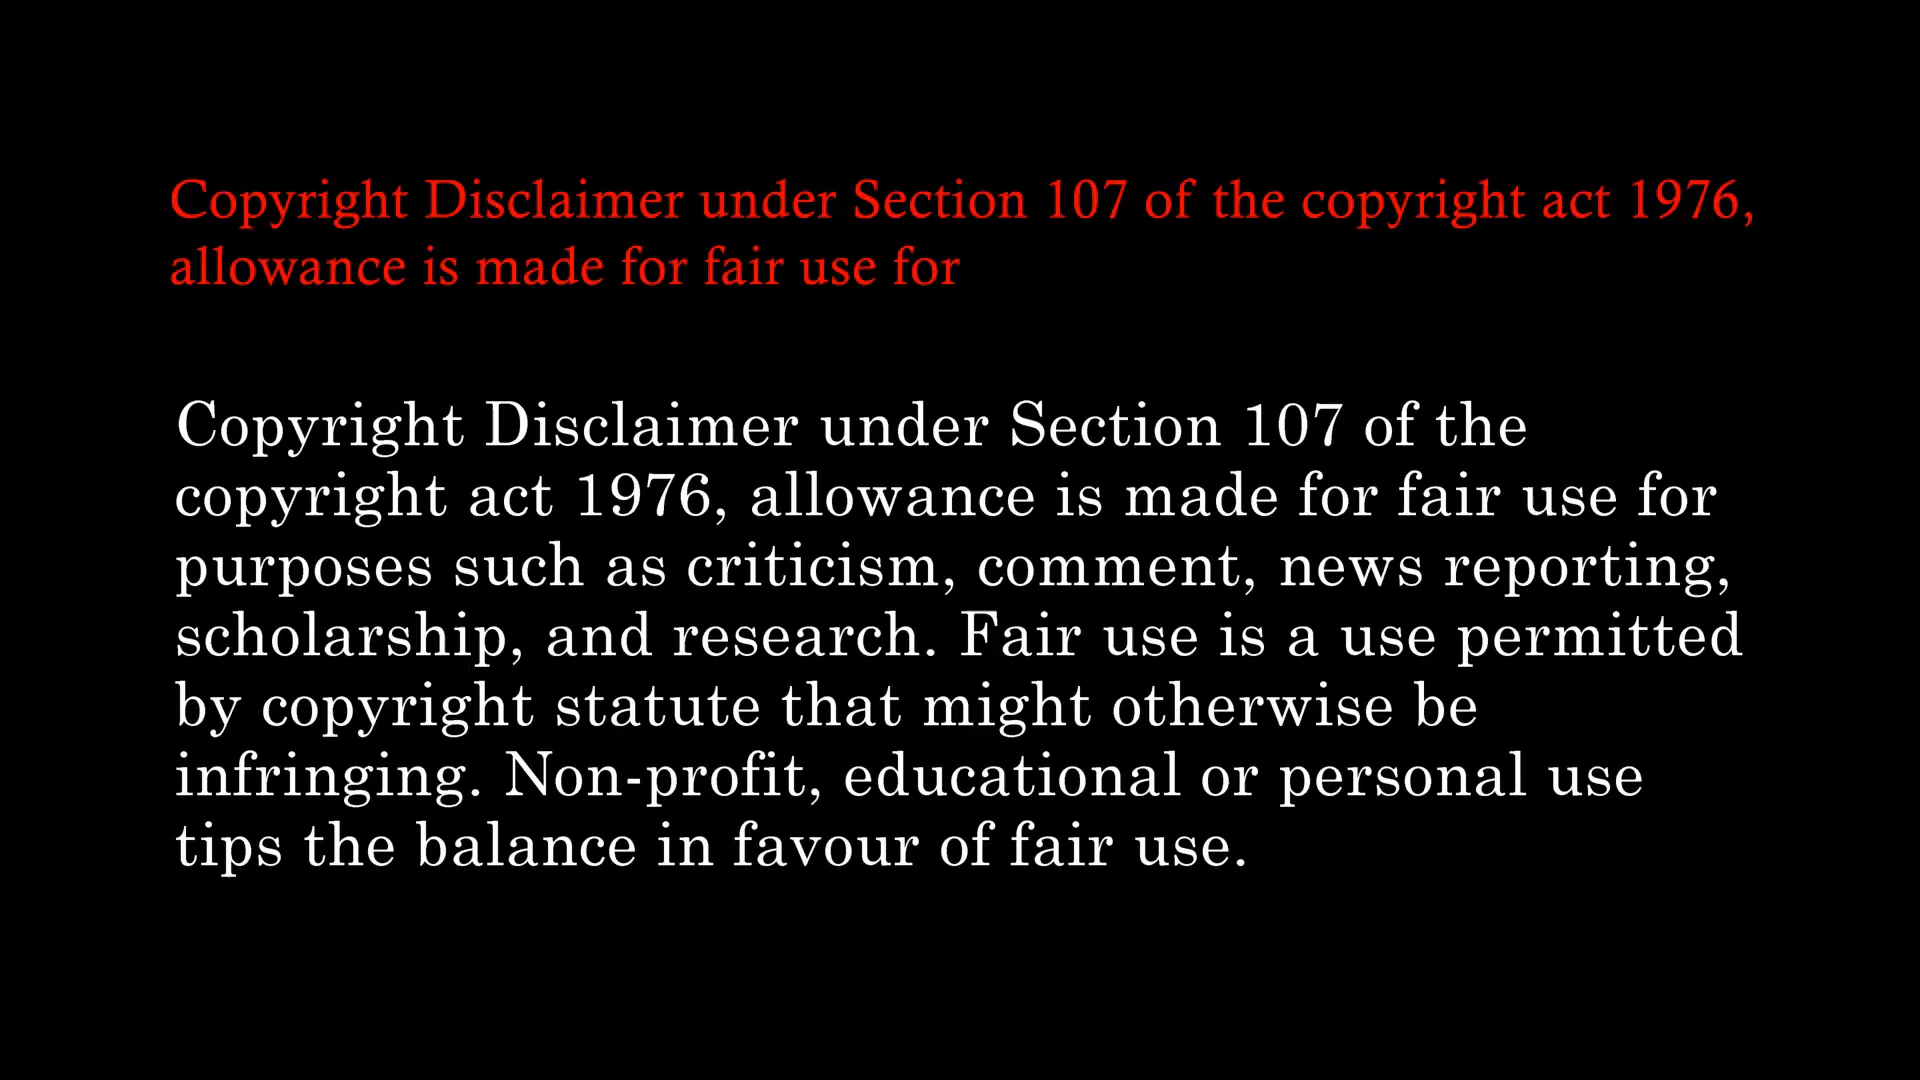 Copyright Disclaimer under Section 107 of the copyright act 1976,
allowance is made for fair use for
Copyright Disclaimer under Section 107 of the
copyright act 1976, allowance is made for fair use for
purposes such as criticism, comment, news reporting,
scholarship, and research. Fair use is a use permitted
by copyright statute that might otherwise be
infringing. Non-profit, educational or personal use
tips the balance in favour of fair use.